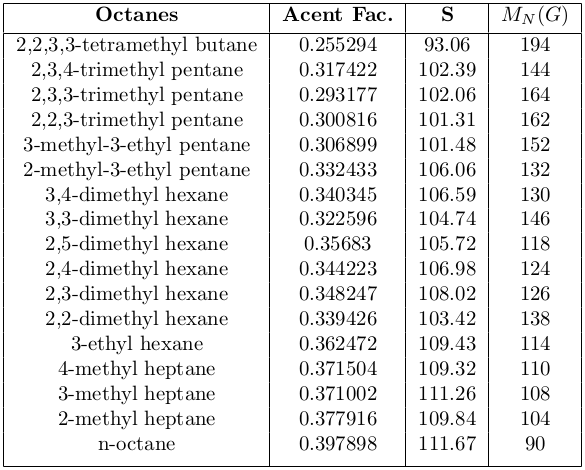 Octanes Acent Fac. S M_N(G)
2,2,3,3-tetramethyl butane 0.255294 93.06 194
2,3,4-trimethyl pentane 0.317422 102.39 144
2,3,3-trimethyl pentane 0.293177 102.06 164
2,2,3-trimethyl pentane 0.300816 101.31 162
3-methyl-3-ethyl pentane 0.306899 101.48 152
2-methyl-3-ethyl pentane 0.332433 106.06 132
3,4-dimethyl hexane 0.340345 106.59 130
3,3-dimethyl hexane 0.322596 104.74 146
2,5-dimethyl hexane 0.35683 105.72 118
2,4-dimethyl hexane 0.344223 106.98 124
2,3-dimethyl hexane 0.348247 108.02 126
2,2-dimethyl hexane 0.339426 103.42 138
3-ethyl hexane 0.362472 109.43 114
4-methyl heptane 0.371504 109.32 110
3-methyl heptane 0.371002 111.26 108
2-methyl heptane 0.377916 109.84 104
n-octane 0.397898 111.67 90